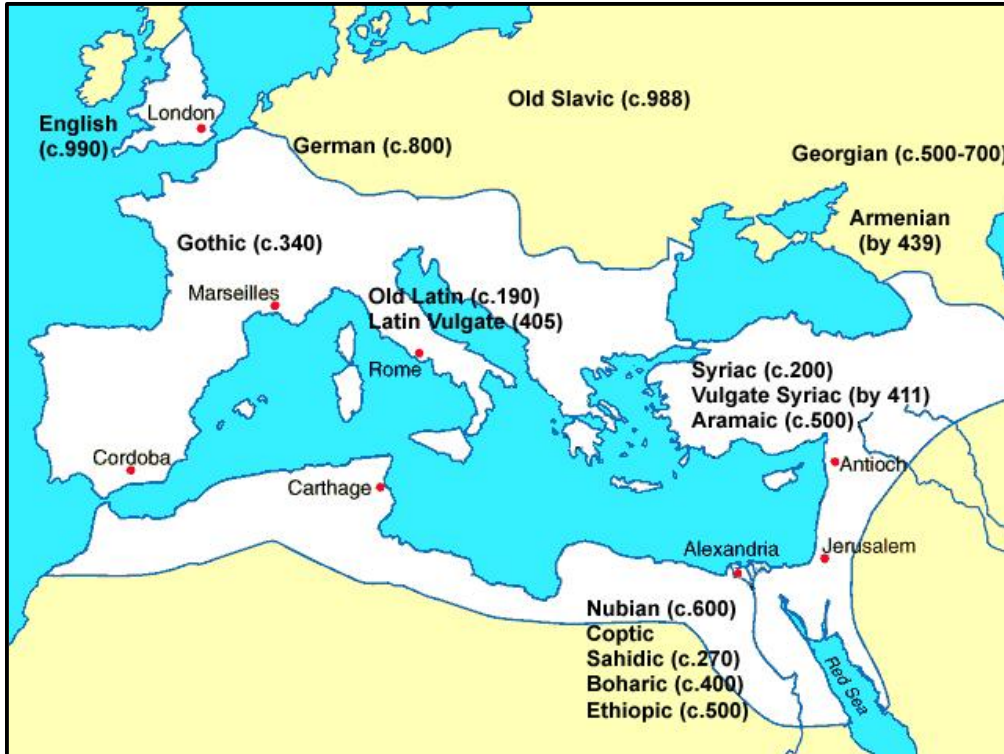 Old Slavic (c.988)
London
English
(c.990)
German (c.800)
Georgian (c.500-700)
Armenian
(by 439)
Gothic (c.340)
Marseilles
Old Latin (c.190)
Latin Vulgate (405)
Rome
Syriac (c.200)
Vulgate Syriac (by 411)
Aramaic (c.500)
Cordoba
Carthage
Antioch
Alexandria
Jerusalem
Nubian (c.600)
Coptic
Sahidic (c.270)
Boharic (c.400)
Ethiopic (c.500)
Red Sea